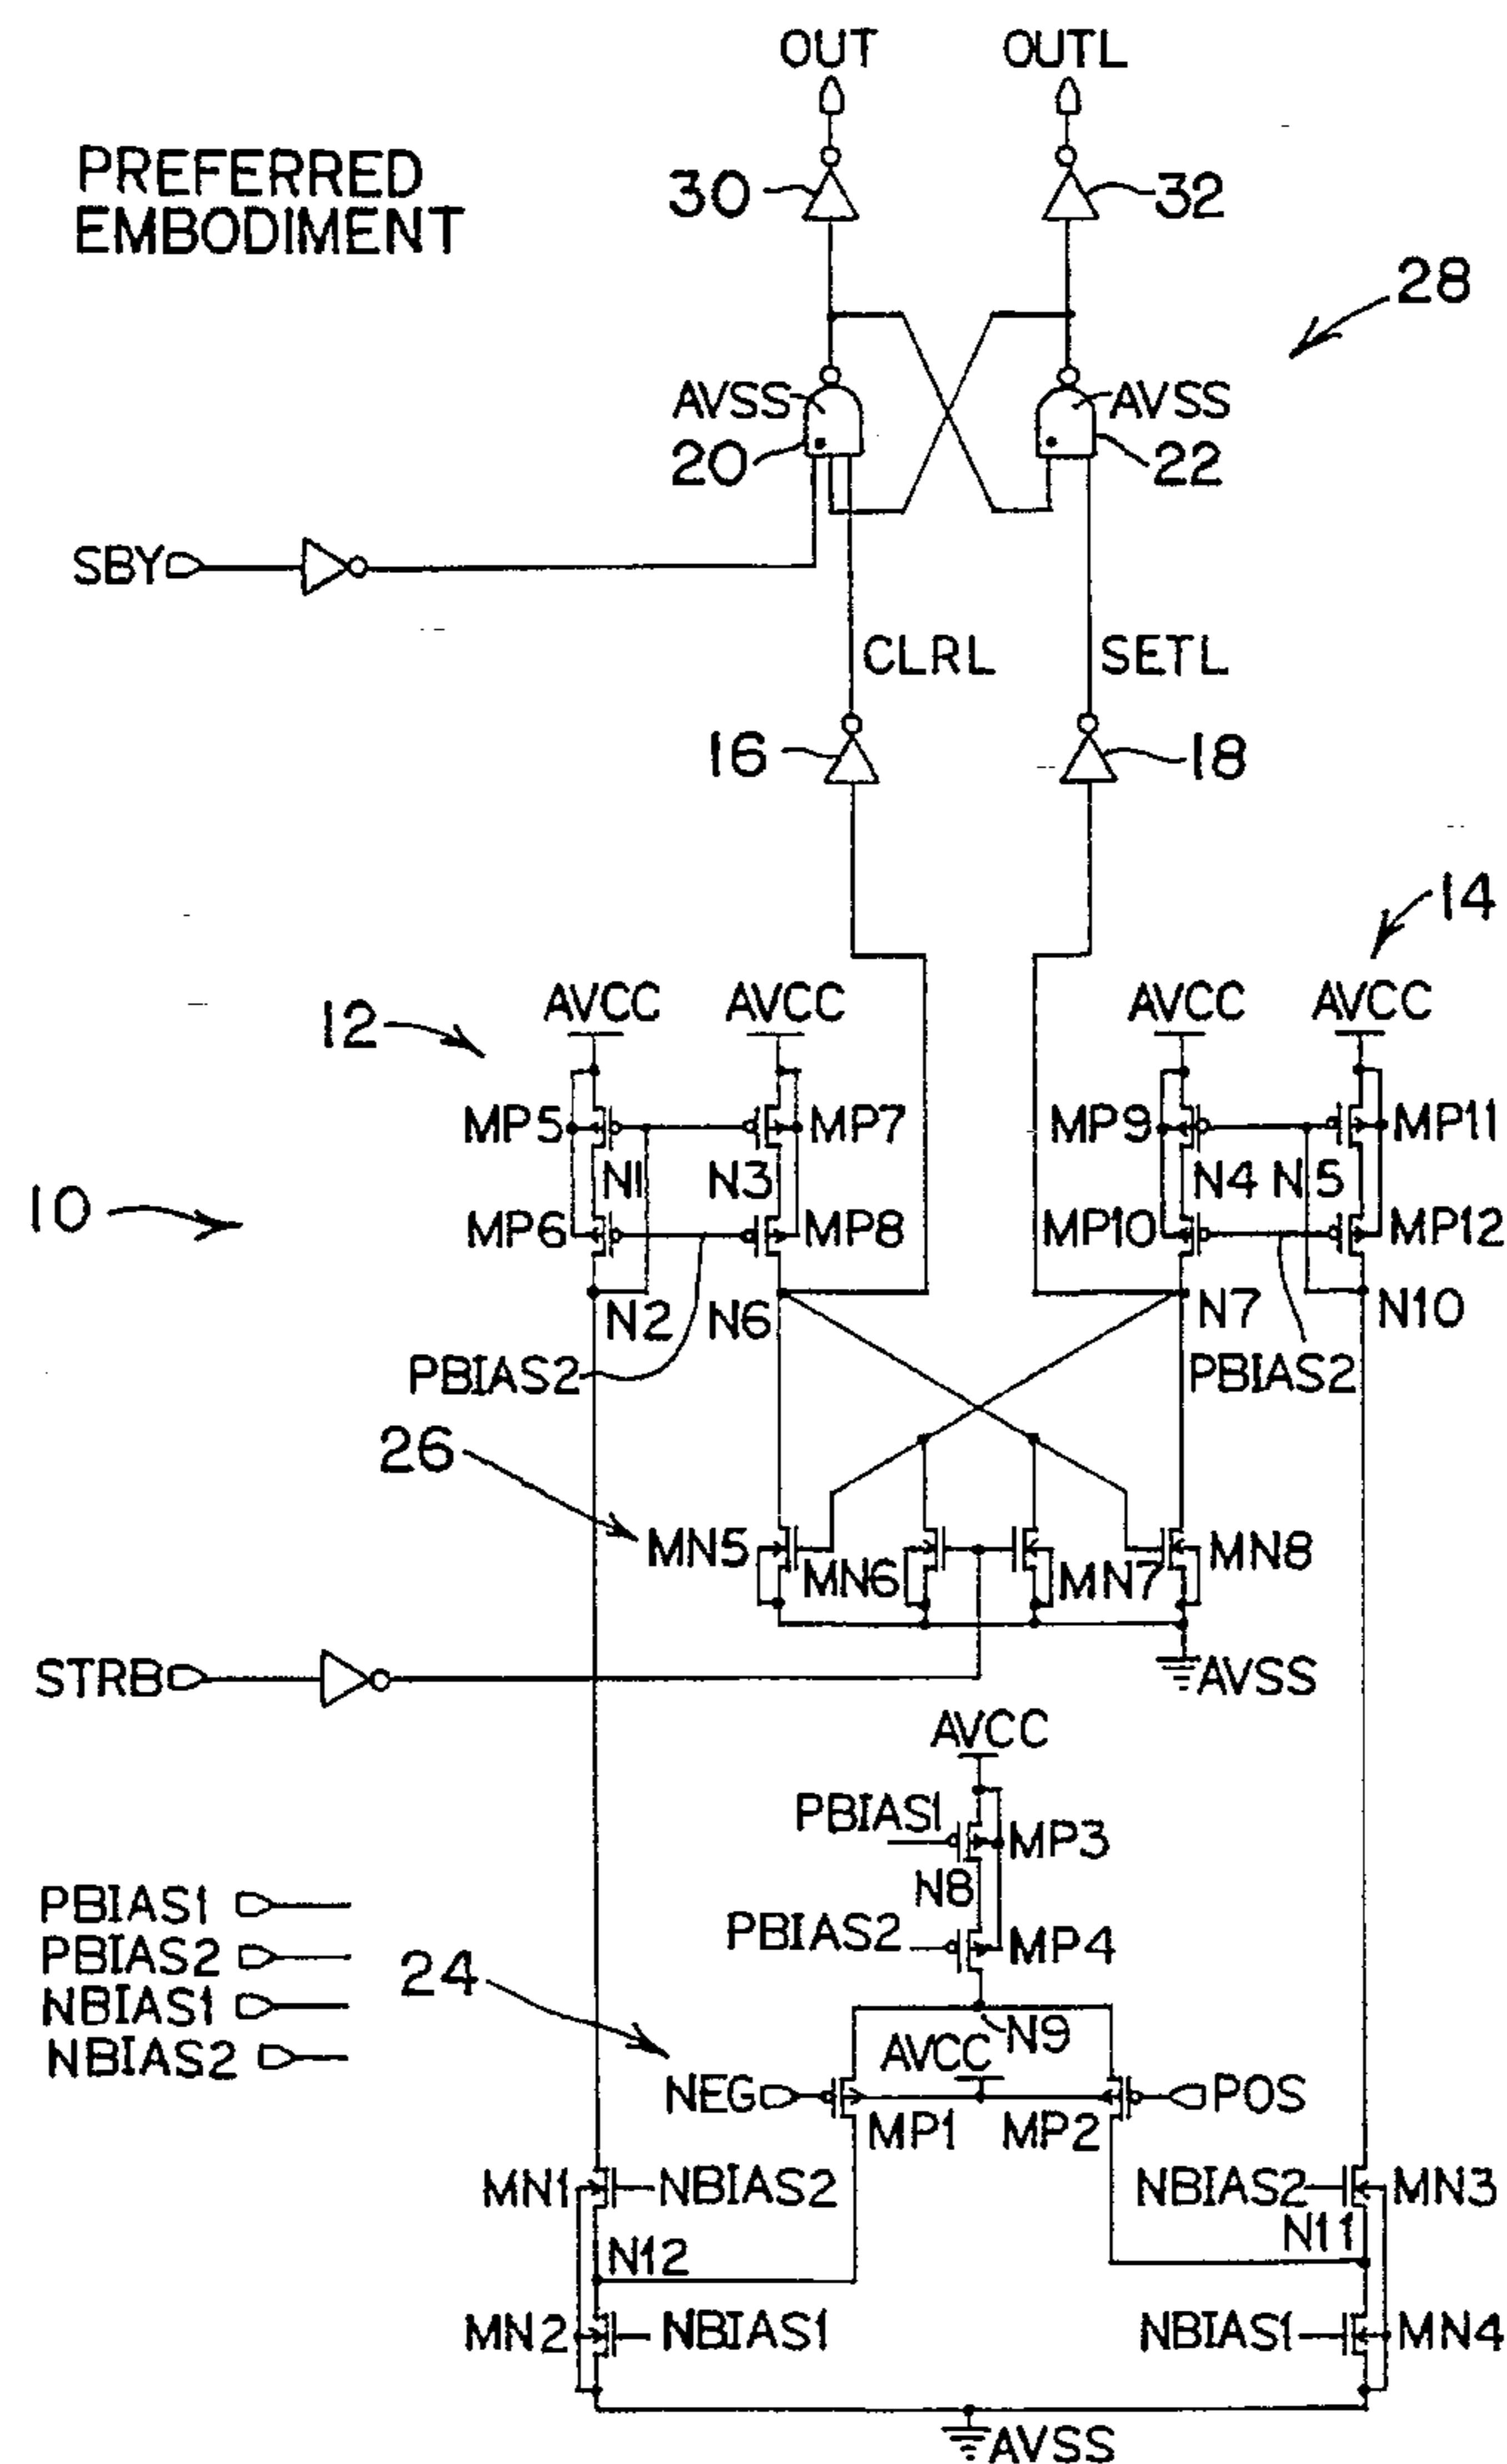 OUT OUTL
PREFERRED
EMBODIMENT
30 32
28
AVSS AVSS
20 22
SBY
CLRL SETL
16 18
14
12 AVCC AVCC AVCC AVCC
MP5 MP7 MP9 MP11
N1 N3 N4 N5
10
MP6 MP8 MP10 MP12
N2 N6 N7 N10
PBIAS2 PBIAS2
26
MN5 MN6 MN7 MN8
STRB AVSS
AVCC
PBIAS1 MP3
N8
PBIAS2 MP4
PBIAS1
PBIAS2
NBIAS1
NBIAS2
24
N9
AVCC
NEG POS
MP1 MP2
MN1 NBIAS2 NBIAS2 MN3
N12 N11
MN2 NBIAS1 NBIAS1 MN4
AVSS